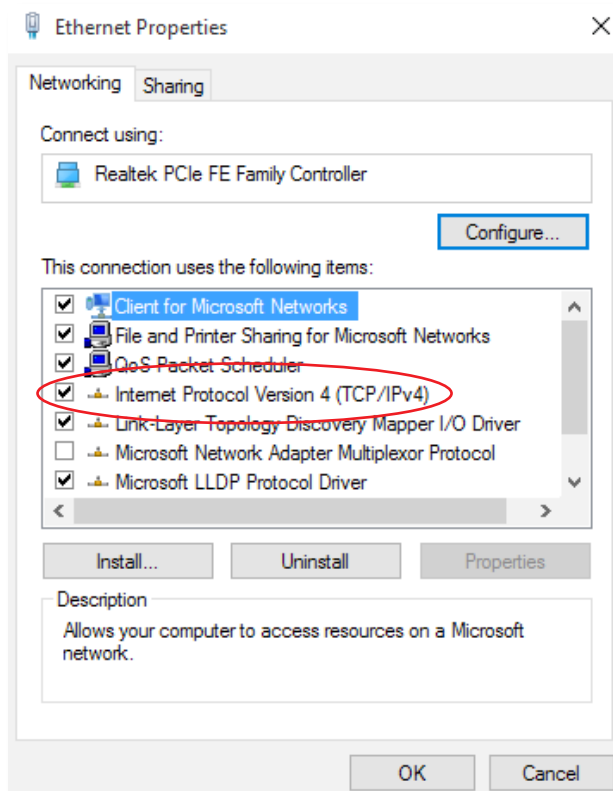 Ethernet Properties
Networking
Sharing
Connect using:
Realtek PCIe FE Family Controller
Configure...
This connection uses the following items:
Client for Microsoft Networks
File and Printer Sharing for Microsoft Networks
QoS Packet Scheduler
Internet Protocol Version 4 (TCP/IPv4)
Link-Layer Topology Discovery Mapper I/O Driver
Microsoft Network Adapter Multiplexor Protocol
Microsoft LLDP Protocol Driver
Install...
Uninstall
Properties
Description
Allows your computer to access resources on a Microsoft
network.
OK
Cancel